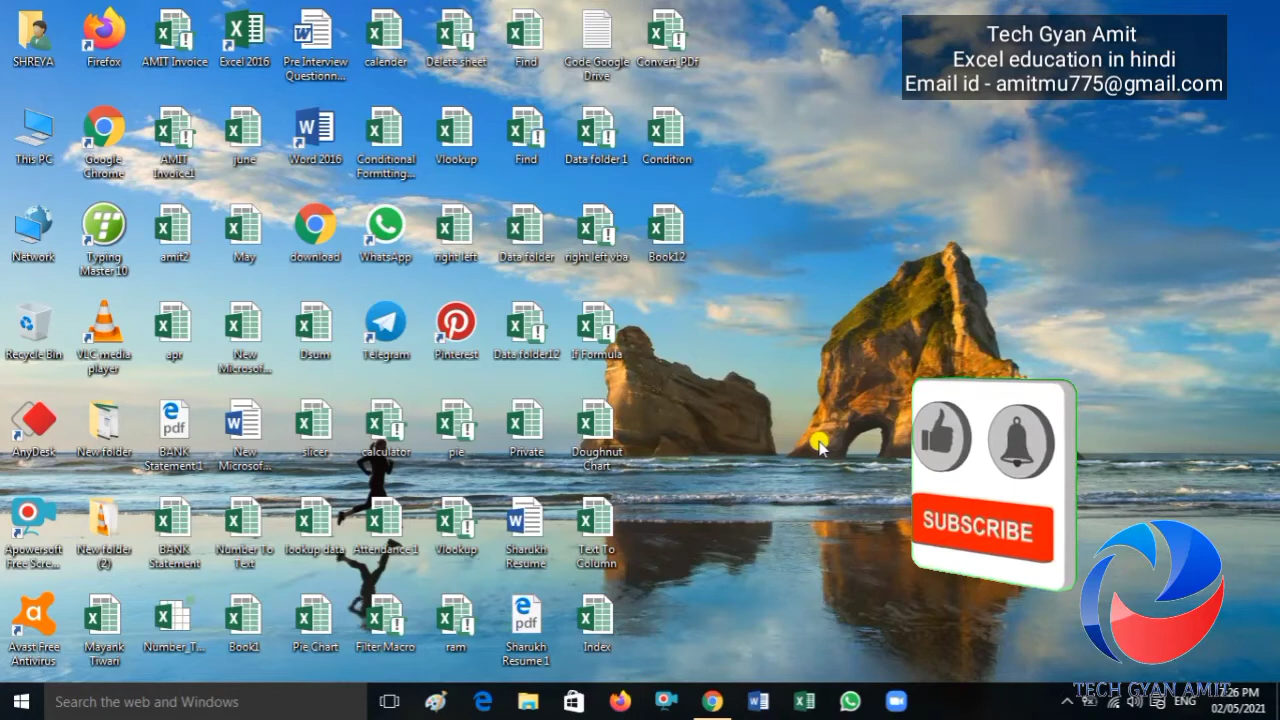 SHREYA
Firefox
AMIT Invoice
Excel 2016
Pre Interview
Questionn...
calender
Delete sheet
Find
Code Google
Drive
Convert_PDf
Tech Gyan Amit
Excel education in hindi
Email id - amitmu775@gmail.com
This PC
Google
Chrome
AMIT
Invoice1
june
Word 2016
Conditional
Formtting...
Vlookup
Find
Data folder1
Condition
Network
Typing
Master 10
amit2
May
download
WhatsApp
right left
Data folder
right left vba
Book12
Recycle Bin
VLC media
player
apr
New
Microsof...
Dsum
Telegram
Pinterest
Data folder12
If Formula
AnyDesk
New folder
pdf
BANK
Statement 1
New
Microsof...
slicer
calculator
pie
Private
Doughnut
Chart
SUBSCRIBE
Apowersoft
Free Scre...
New folder
(2)
BANK
Statement
Number To
Text
lookup data
Attendance 1
Vlookup
Sharukh
Resume
Text To
Column
Avast Free
Antivirus
Mayank
Tiwari
Number_T...
Book1
Pie Chart
Filter Macro
ram
pdf
Sharukh
Resume 1
Index
TECH GYAN AMIT
Search the web and Windows
ENG
7:26 PM
02/05/2021